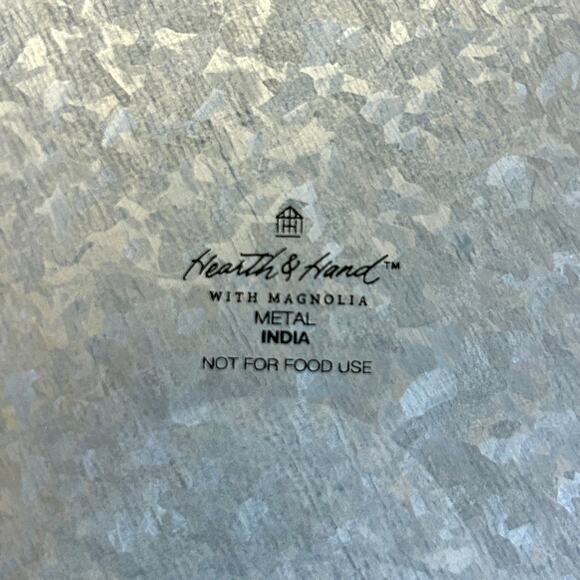 Hearth & Hand™
WITH MAGNOLIA
METAL
INDIA
NOT FOR FOOD USE